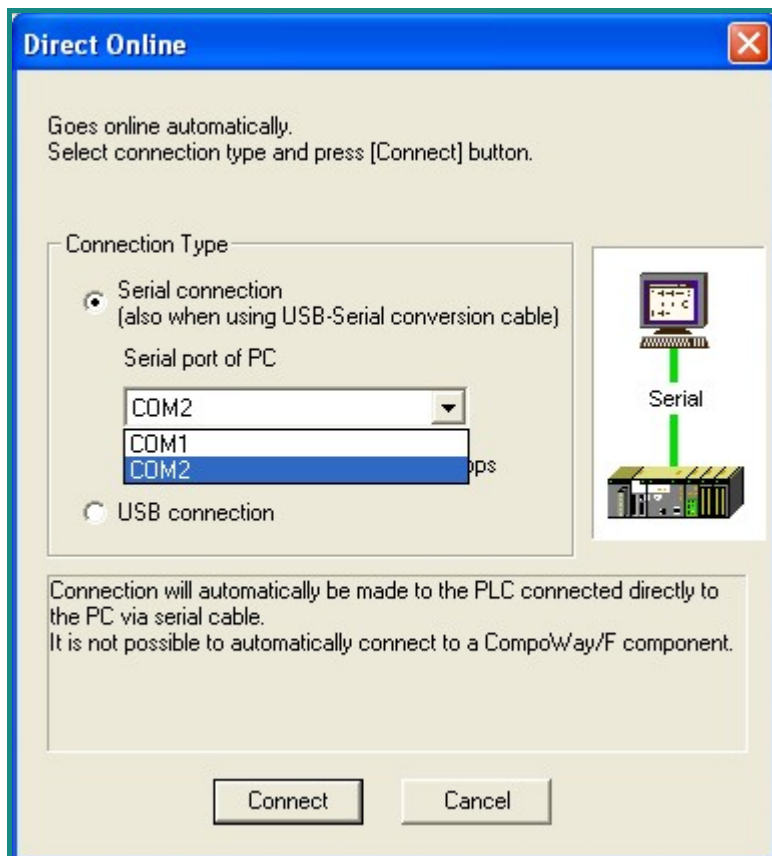 Direct Online
Goes online automatically.
Select connection type and press [Connect] button.
Connection Type
Serial connection
(also when using USB-Serial conversion cable)
Serial port of PC
COM2
COM1
COM2
USB connection
Serial
Connection will automatically be made to the PLC connected directly to
the PC via serial cable.
It is not possible to automatically connect to a CompoWay/F component.
Connect
Cancel